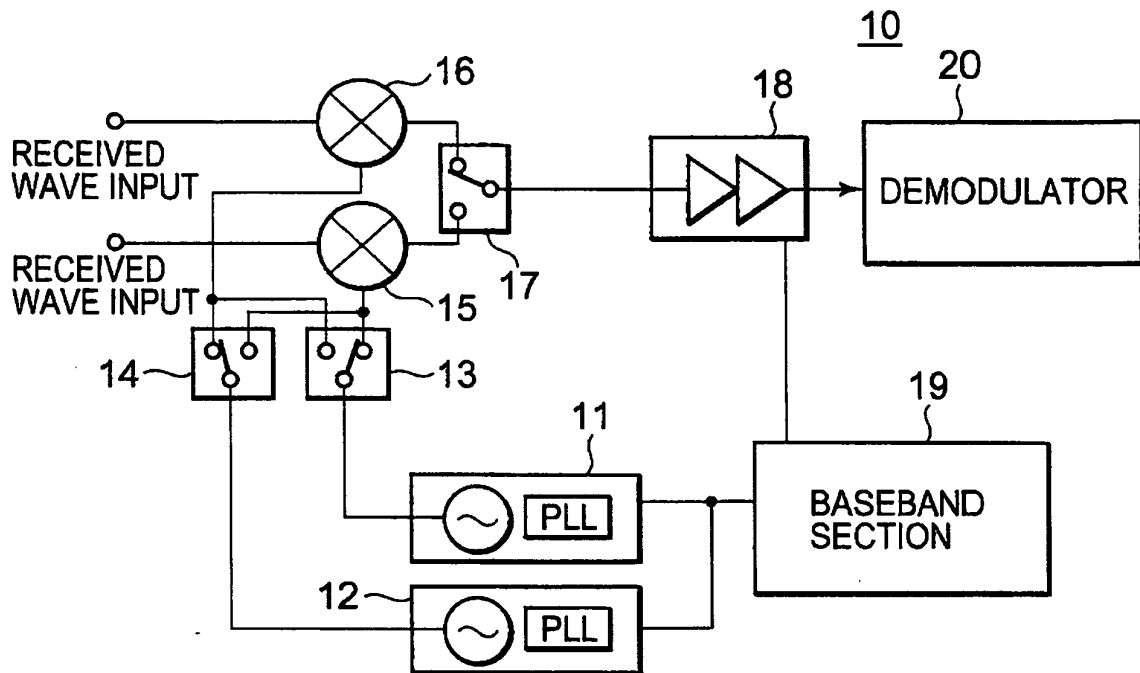 10
16
18
20
RECEIVED
WAVE INPUT
DEMODULATOR
RECEIVED
WAVE INPUT
17
15
14
13
19
11
PLL
BASEBAND
SECTION
12
PLL